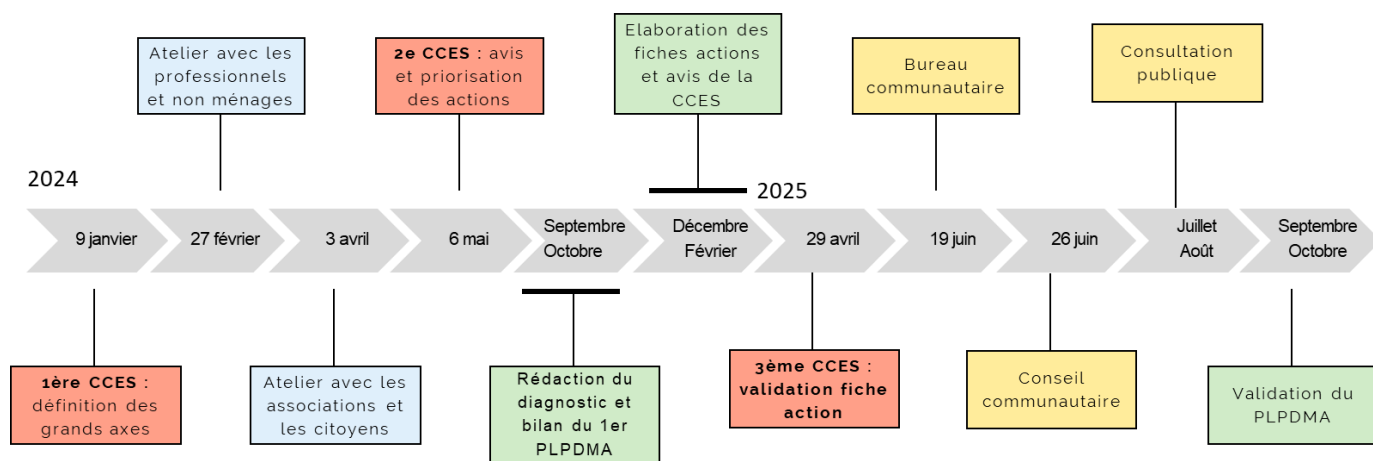 Atelier avec les
professionnels
et non ménages
2e CCES : avis
et priorisation
des actions
Elaboration des
fiches actions
et avis de la
CCES
Bureau
communautaire
Consultation
publique
2024
2025
9 janvier
27 février
3 avril
6 mai
Septembre
Octobre
Décembre
Février
29 avril
19 juin
26 juin
Juillet
Août
Septembre
Octobre
1ère CCES :
définition des
grands axes
Atelier avec les
associations et
les citoyens
Rédaction du
diagnostic et
bilan du 1er
PLPDMA
3ème CCES :
validation fiche
action
Conseil
communautaire
Validation du
PLPDMA